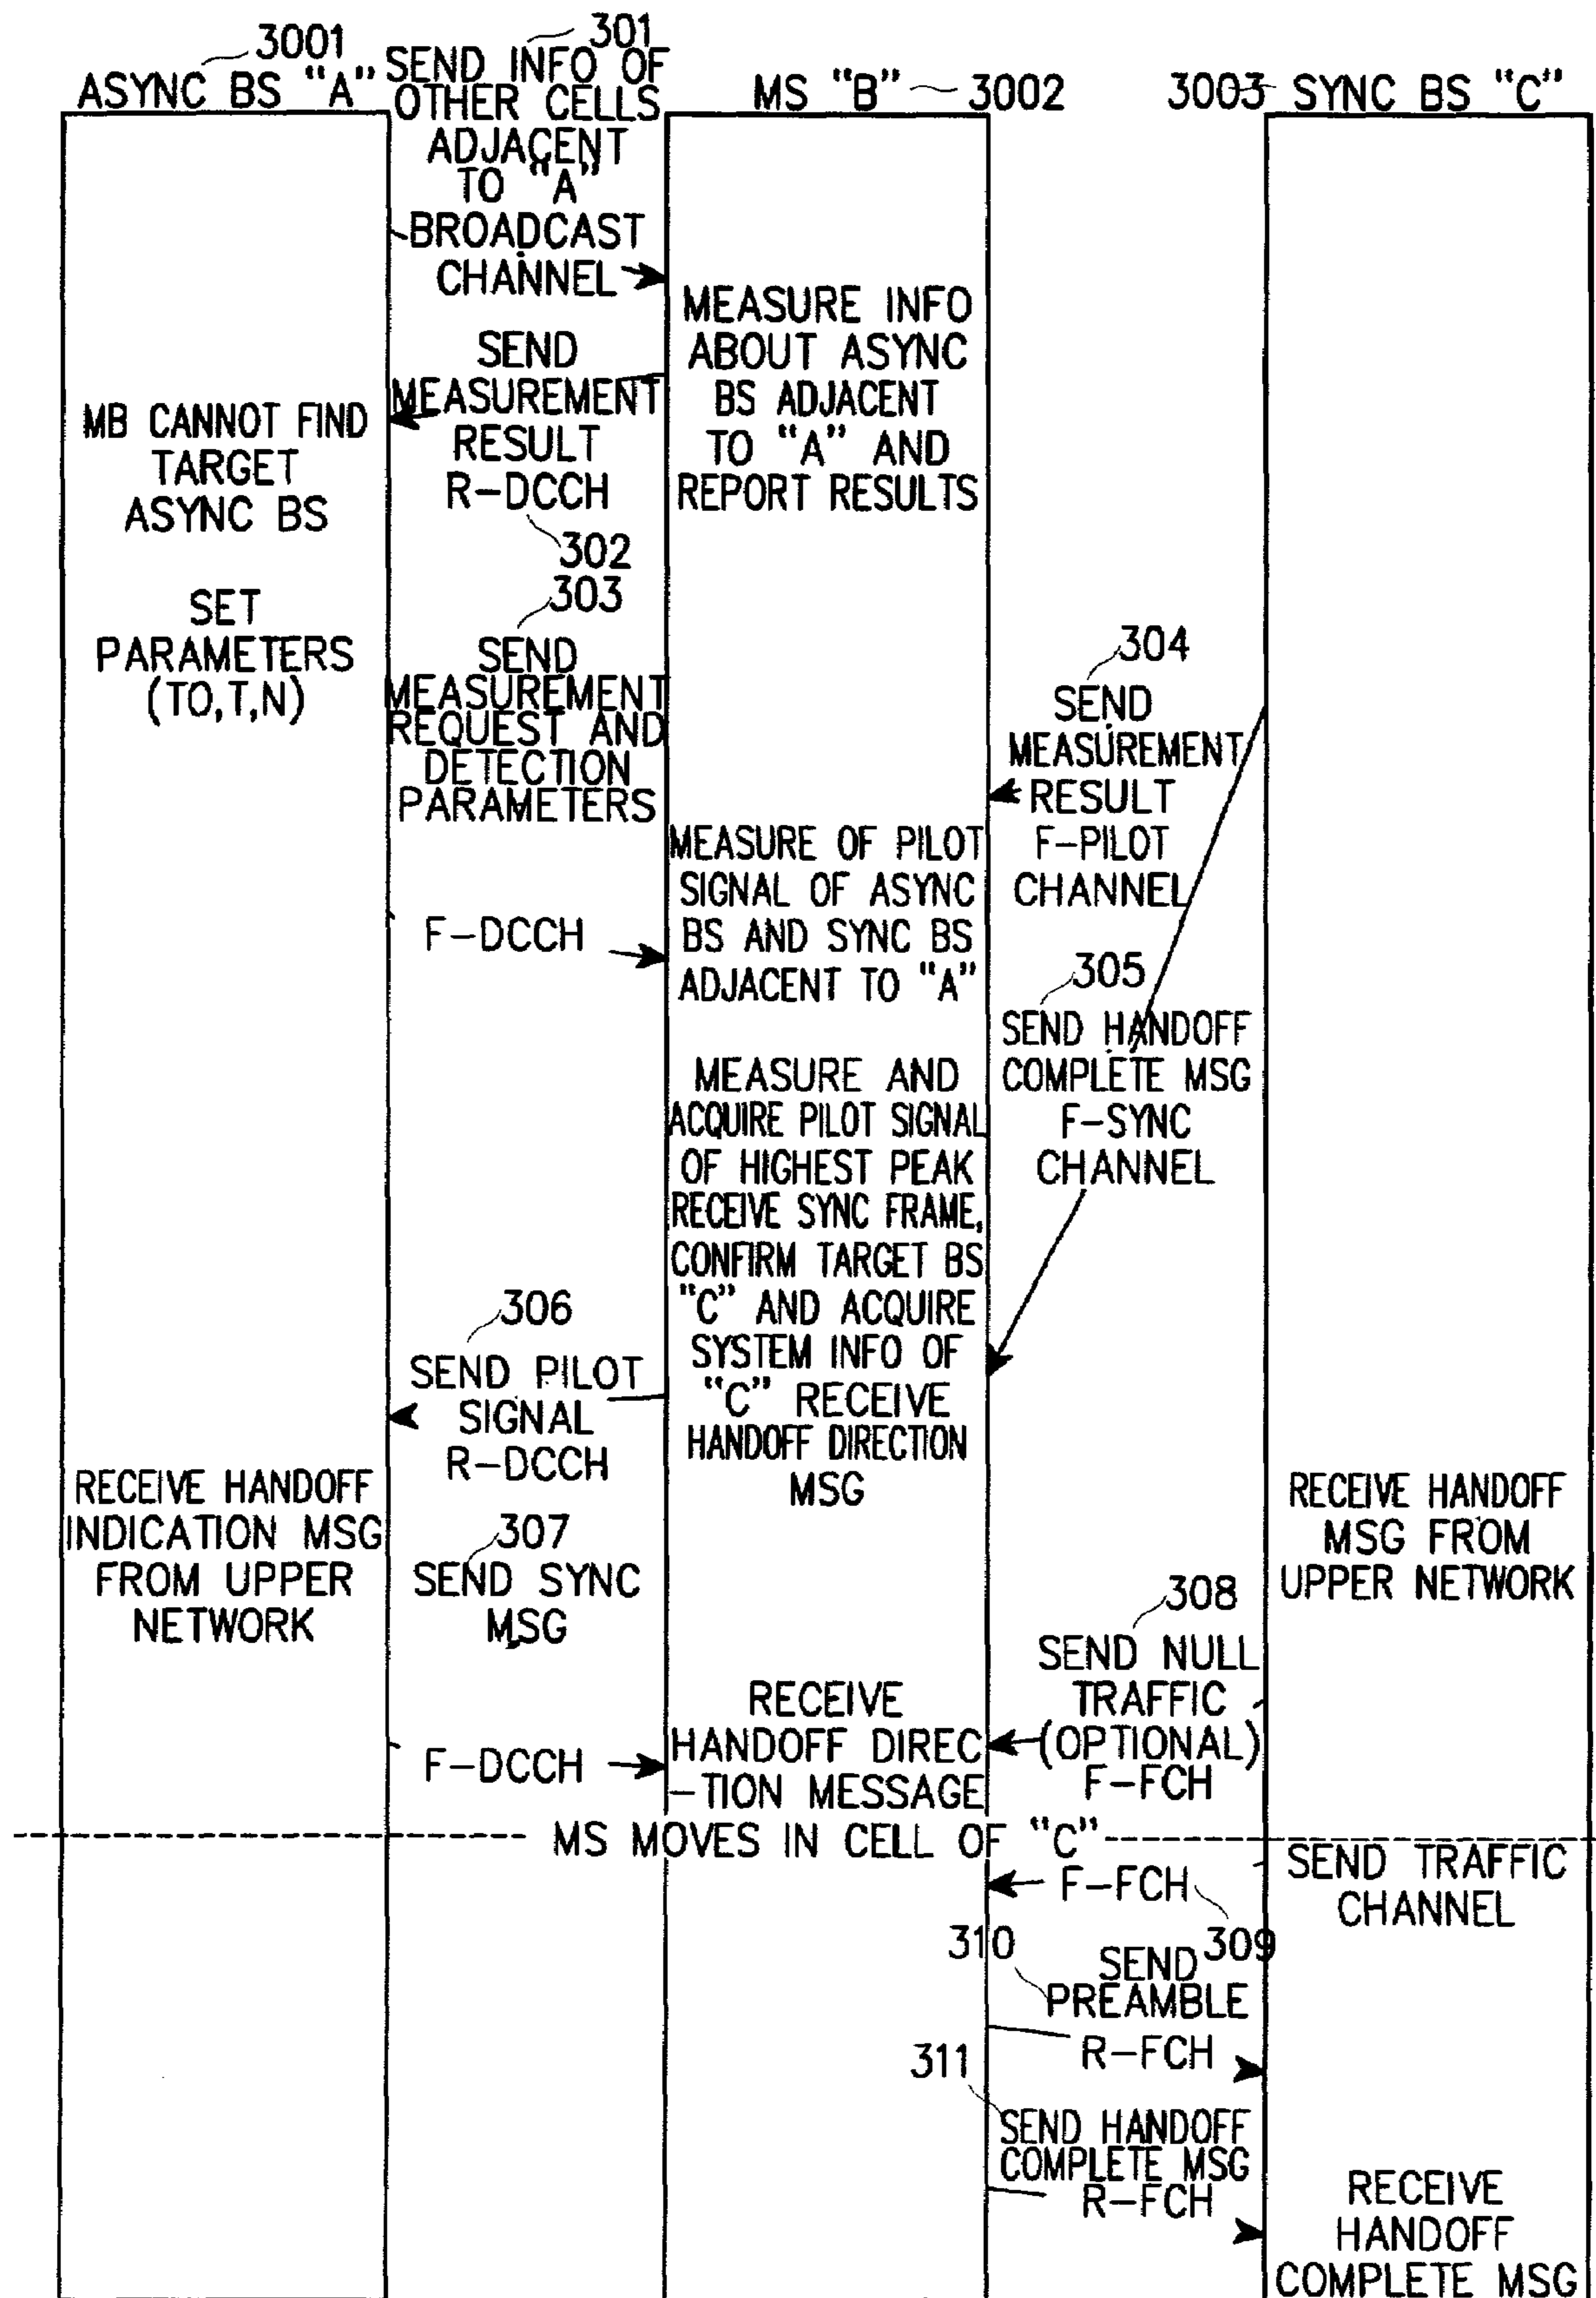 3001
ASYNC BS "A"
301
SEND INFO OF
OTHER CELLS
ADJACENT
TO "A"
BROADCAST
CHANNEL
MS "B"
3002
3003
SYNC BS "C"
MEASURE INFO
ABOUT ASYNC
BS ADJACENT
TO "A" AND
REPORT RESULTS
SEND
MEASUREMENT
RESULT
R-DCCH
302
MB CANNOT FIND
TARGET
ASYNC BS
SET
PARAMETERS
(TO,T,N)
303
SEND
MEASUREMENT
REQUEST AND
DETECTION
PARAMETERS
F-DCCH
304
SEND
MEASUREMENT
RESULT
F-PILOT
CHANNEL
MEASURE OF PILOT
SIGNAL OF ASYNC
BS AND SYNC BS
ADJACENT TO "A"
305
SEND HANDOFF
COMPLETE MSG
F-SYNC
CHANNEL
MEASURE AND
ACQUIRE PILOT SIGNAL
OF HIGHEST PEAK
RECEIVE SYNC FRAME,
CONFIRM TARGET BS
"C" AND ACQUIRE
SYSTEM INFO OF
"C" RECEIVE
HANDOFF DIRECTION
MSG
306
SEND PILOT
SIGNAL
R-DCCH
RECEIVE HANDOFF
INDICATION MSG
FROM UPPER
NETWORK
307
SEND SYNC
MSG
F-DCCH
RECEIVE HANDOFF
MSG FROM
UPPER NETWORK
308
SEND NULL
TRAFFIC
(OPTIONAL)
F-FCH
RECEIVE
HANDOFF DIREC
-TION MESSAGE
MS MOVES IN CELL OF "C"
F-FCH
309
SEND TRAFFIC
CHANNEL
310
SEND
PREAMBLE
R-FCH
311
SEND HANDOFF
COMPLETE MSG
R-FCH
RECEIVE
HANDOFF
COMPLETE MSG